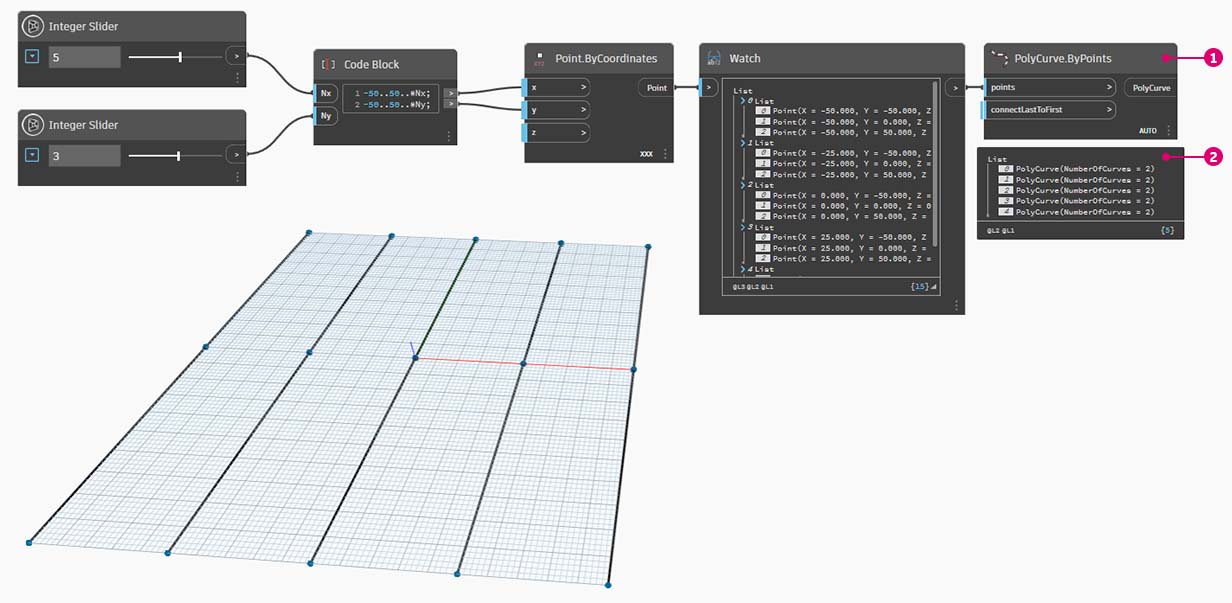 Integer Slider
5
>
Integer Slider
3
>
Code Block
Nx
Ny
1 -50..50..#Nx;
2 -50..50..#Ny;
>
>
XYZ
Point.ByCoordinates
x >
y >
z >
Point
XXX
Watch
>
>
List
0 List
0 Point(X = -50.000, Y = -50.000, Z
1 Point(X = -50.000, Y = 0.000, Z =
2 Point(X = -50.000, Y = 50.000, Z
1 List
0 Point(X = -25.000, Y = -50.000, Z
1 Point(X = -25.000, Y = 0.000, Z =
2 Point(X = -25.000, Y = 50.000, Z
2 List
0 Point(X = 0.000, Y = -50.000, Z =
1 Point(X = 0.000, Y = 0.000, Z = 0
2 Point(X = 0.000, Y = 50.000, Z =
3 List
0 Point(X = 25.000, Y = -50.000, Z
1 Point(X = 25.000, Y = 0.000, Z =
2 Point(X = 25.000, Y = 50.000, Z =
4 List
@L3 @L2 @L1
{15}
PolyCurve.ByPoints
1
points >
PolyCurve
connectLastToFirst >
AUTO
2
List
0 PolyCurve(NumberOfCurves = 2)
1 PolyCurve(NumberOfCurves = 2)
2 PolyCurve(NumberOfCurves = 2)
3 PolyCurve(NumberOfCurves = 2)
4 PolyCurve(NumberOfCurves = 2)
@L2 @L1
{5}